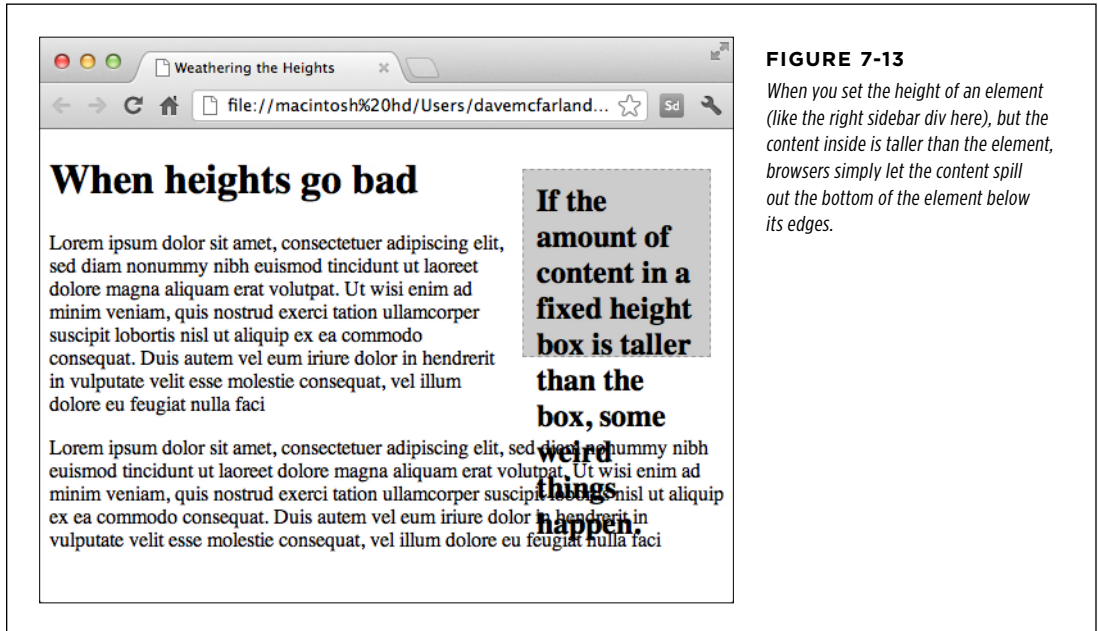 Weathering the Heights
file://macintosh%20hd/Users/davemcfarland...
Sd
When heights go bad
Lorem ipsum dolor sit amet, consectetuer adipiscing elit,
sed diam nonummy nibh euismod tincidunt ut laoreet
dolore magna aliquam erat volutpat. Ut wisi enim ad
minim veniam, quis nostrud exerci tation ullamcorper
suscipit lobortis nisl ut aliquip ex ea commodo
consequat. Duis autem vel eum iriure dolor in hendrerit
in vulputate velit esse molestie consequat, vel illum
dolore eu feugiat nulla faci
If the
amount of
content in a
fixed height
box is taller
than the
box, some
weird
things
happen.
Lorem ipsum dolor sit amet, consectetuer adipiscing elit, sed diam nonummy nibh
euismod tincidunt ut laoreet dolore magna aliquam erat volutpat. Ut wisi enim ad
minim veniam, quis nostrud exerci tation ullamcorper suscipit lobortis nisl ut aliquip
ex ea commodo consequat. Duis autem vel eum iriure dolor in hendrerit in
vulputate velit esse molestie consequat, vel illum dolore eu feugiat nulla faci
FIGURE 7-13
When you set the height of an element
(like the right sidebar div here), but the
content inside is taller than the element,
browsers simply let the content spill
out the bottom of the element below
its edges.